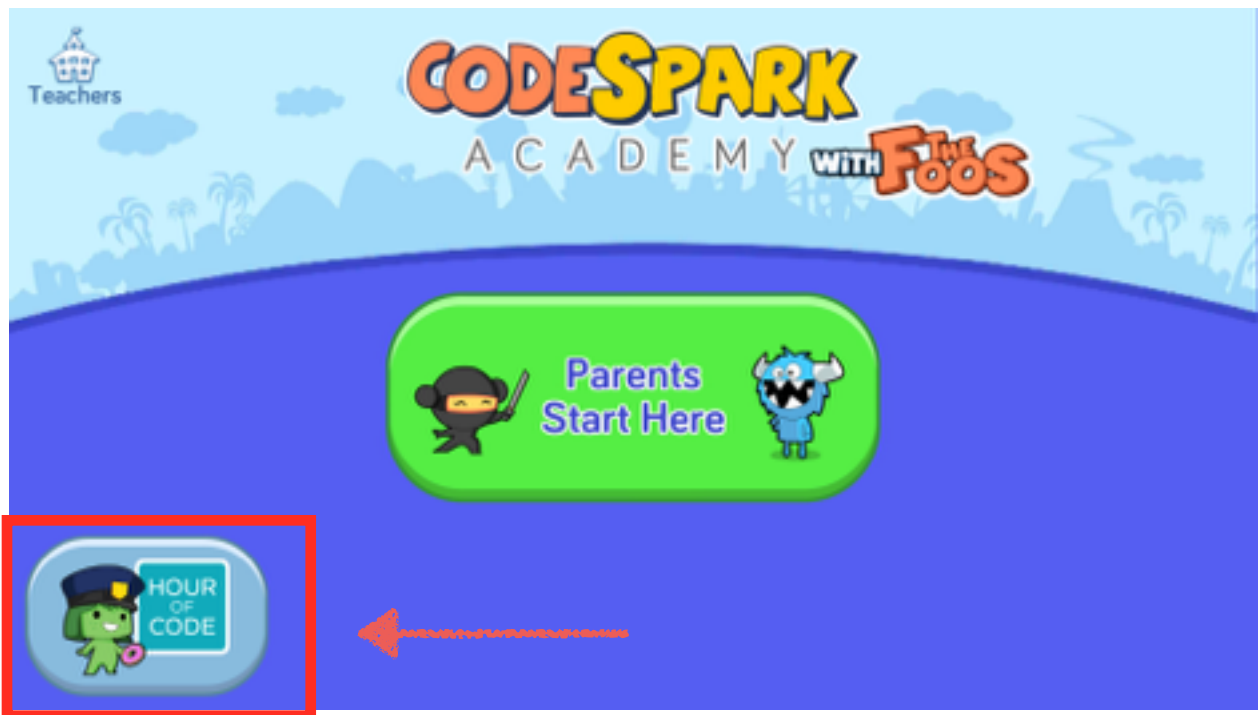 Teachers
CODESPARK
ACADEMY WITH THE FOOS
Parents
Start Here
HOUR
OF
CODE